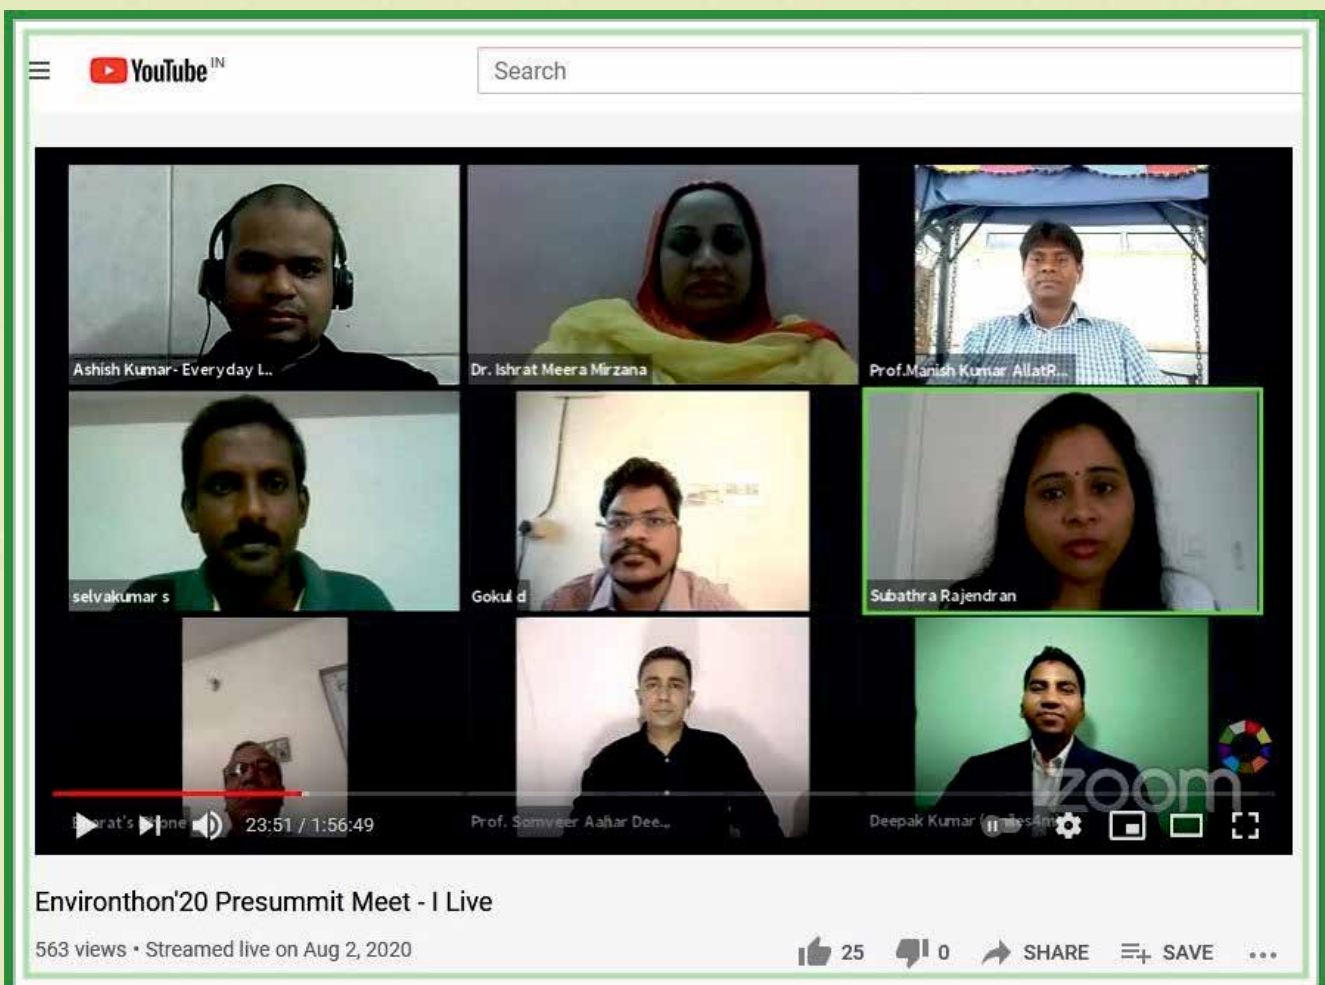 YouTube IN
Search
Ashish Kumar- Everyday L...
Dr. Ishrat Meera Mirzana
Prof.Manish Kumar AllatR...
selvakumar s
Gokul d
Subathra Rajendran
23:51 / 1:56:49
Prof. Somveer Aahar Dee...
Deepak Kumar
zoom
Environthon'20 Presummit Meet - I Live
563 views • Streamed live on Aug 2, 2020
25
0
SHARE
SAVE